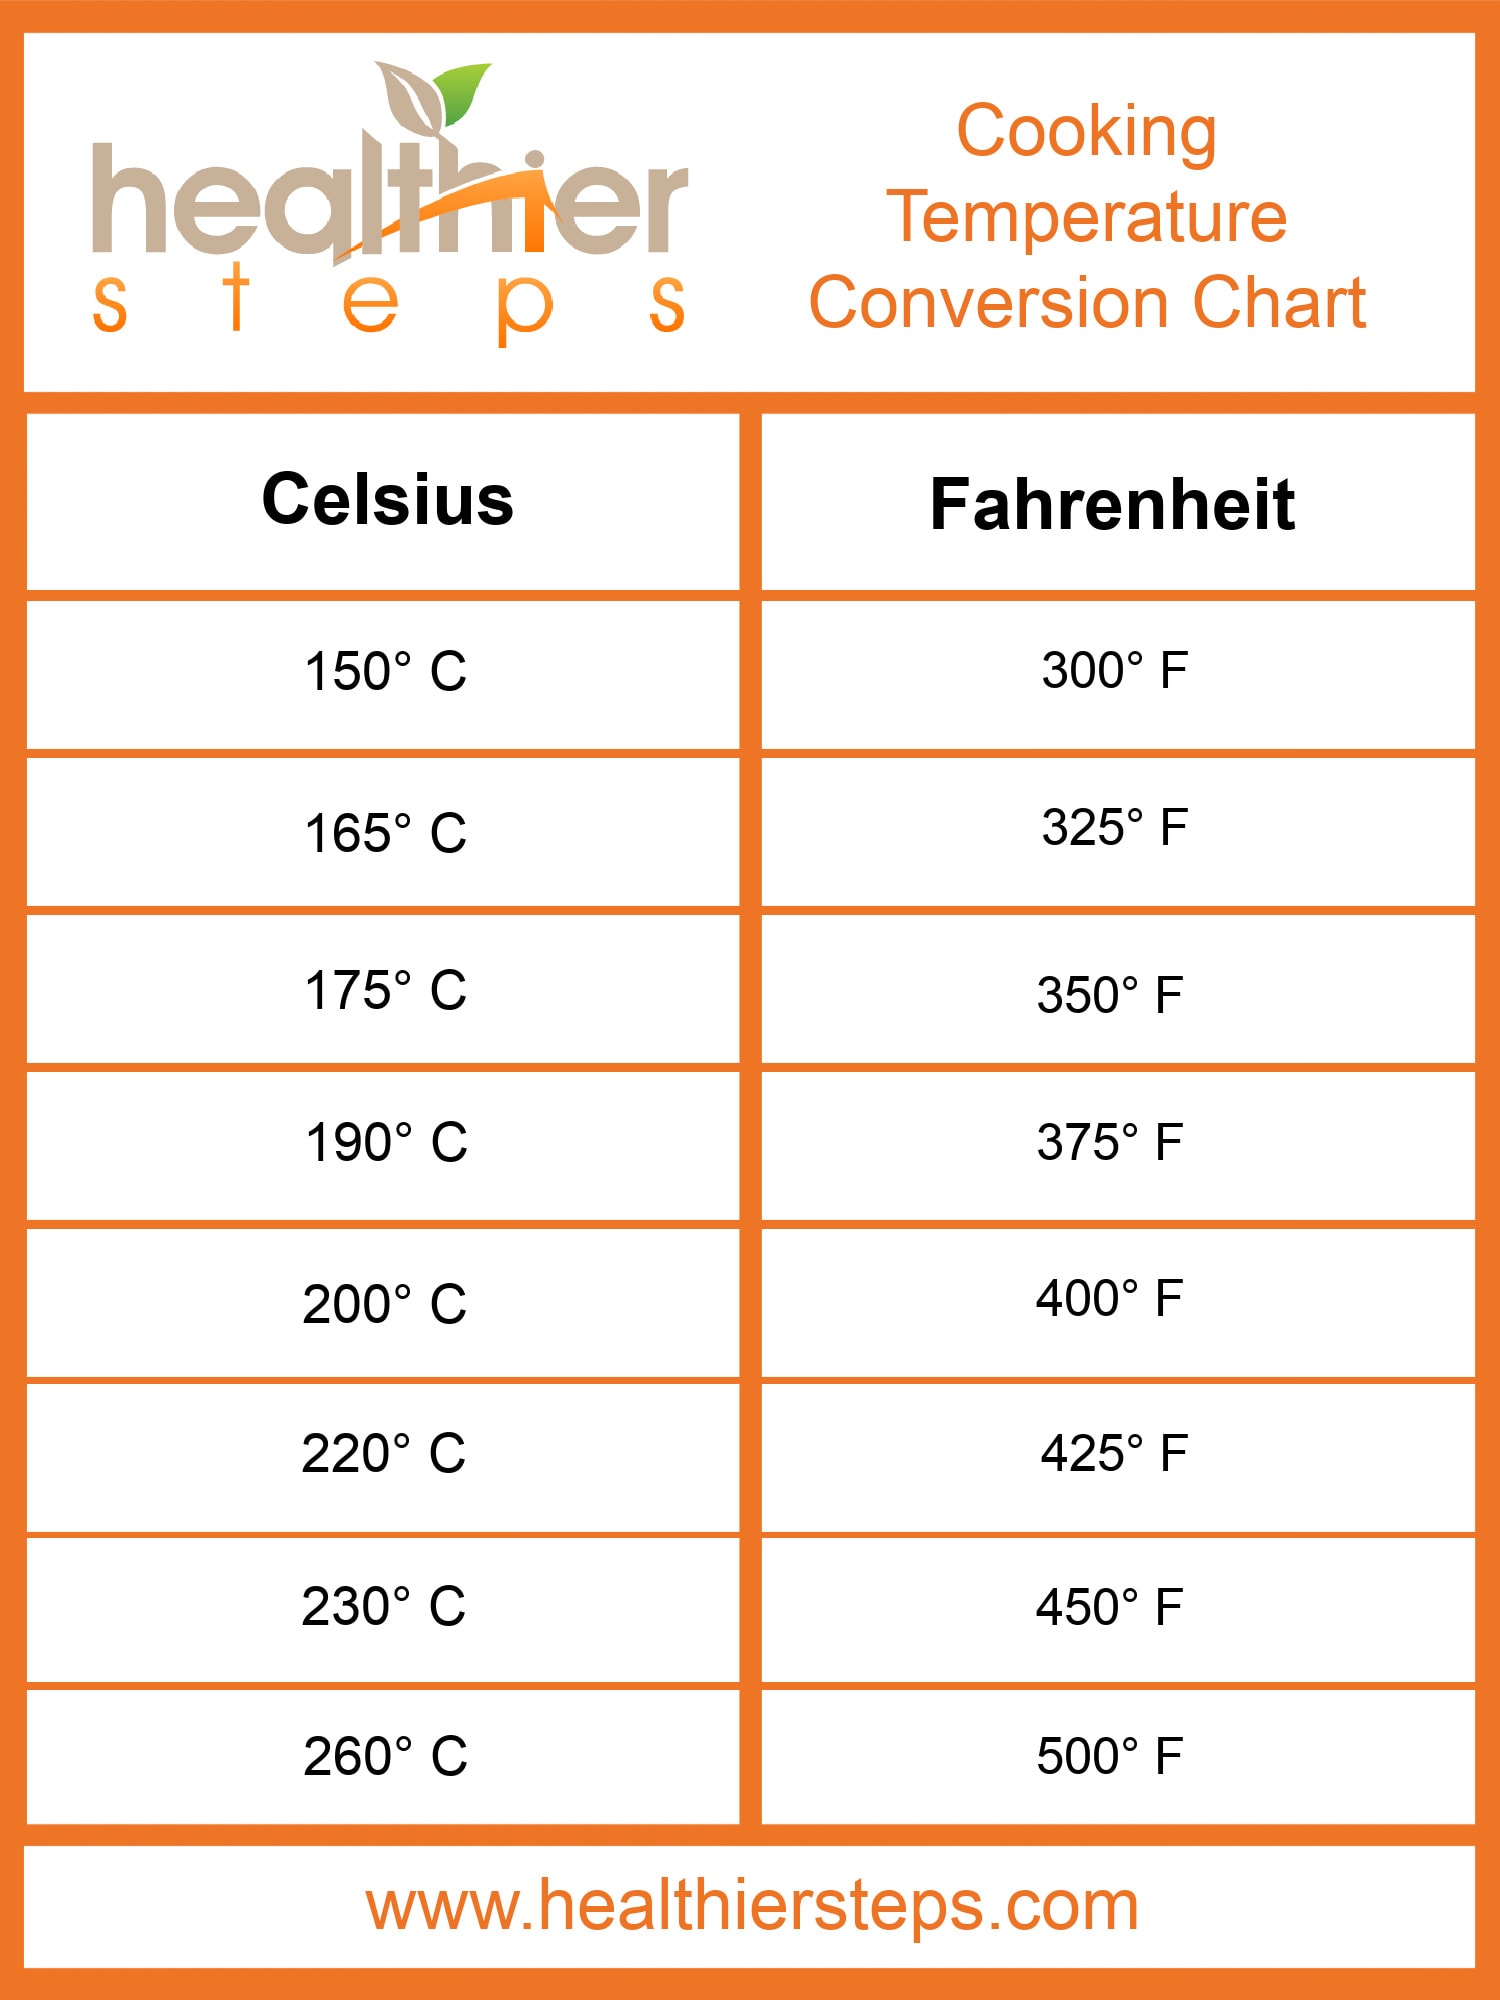 healthier
steps
Cooking
Temperature
Conversion Chart
Celsius
Fahrenheit
150° C
300° F
165° C
325° F
175° C
350° F
190° C
375° F
200° C
400° F
220° C
425° F
230° C
450° F
260° C
500° F
www.healthiersteps.com